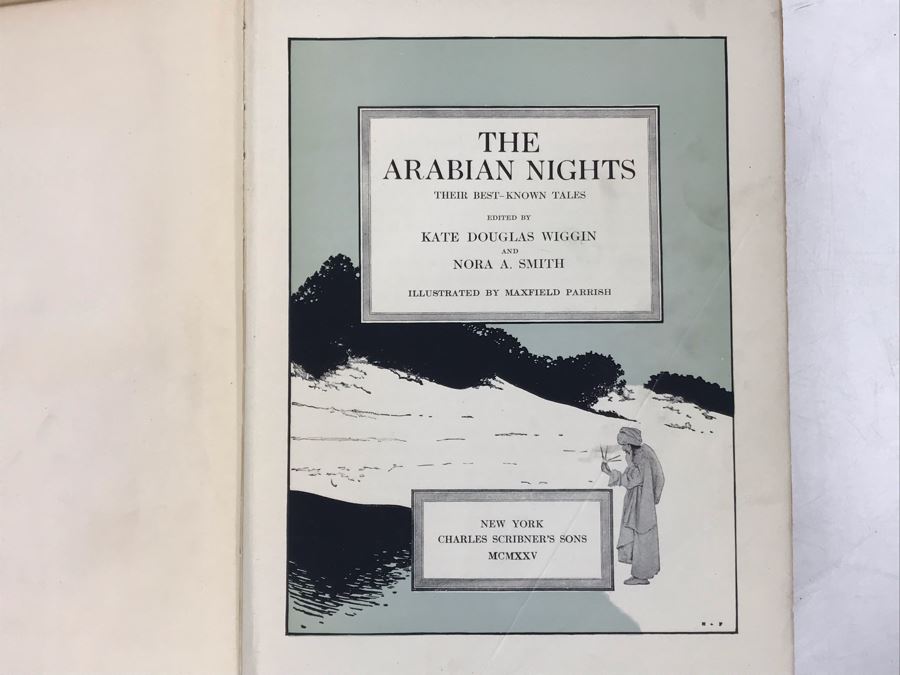 THE
ARABIAN NIGHTS
THEIR BEST-KNOWN TALES
EDITED BY
KATE DOUGLAS WIGGIN
AND
NORA A. SMITH
ILLUSTRATED BY MAXFIELD PARRISH
NEW YORK
CHARLES SCRIBNER'S SONS
MCMXXV